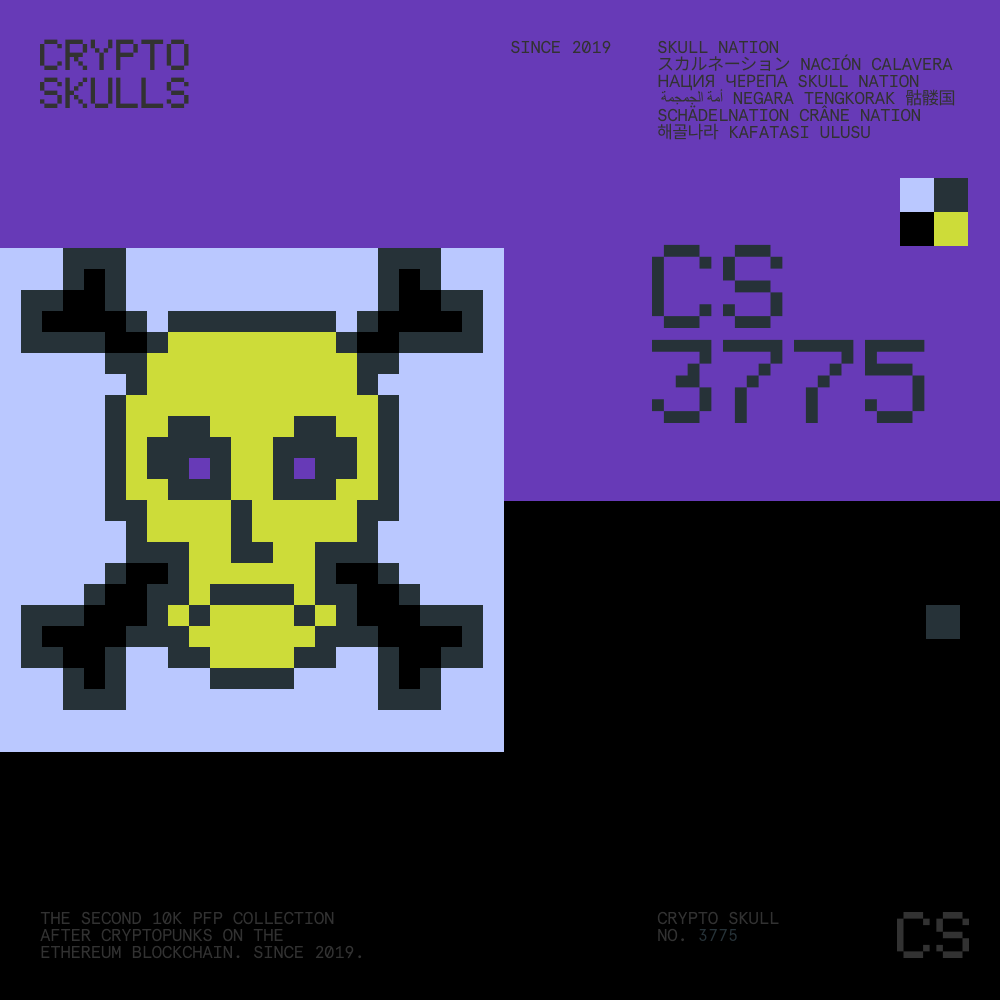 CRYPTO
SKULLS
SINCE 2019
SKULL NATION
スカルネーション NACIÓN CALAVERA
НАЦИЯ ЧЕРЕПА SKULL NATION
أمة الجمجمة NEGARA TENGKORAK 骷髅国
SCHÄDELNATION CRÂNE NATION
해골나라 KAFATASI ULUSU
CS
3775
THE SECOND 10K PFP COLLECTION
AFTER CRYPTOPUNKS ON THE
ETHEREUM BLOCKCHAIN. SINCE 2019.
CRYPTO SKULL
NO. 3775
CS